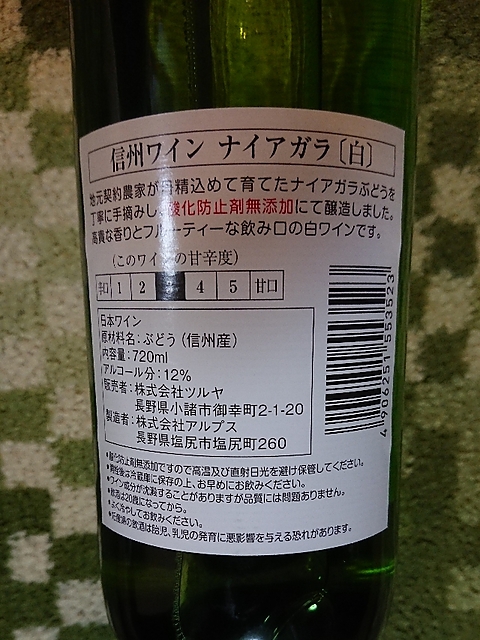 信州ワイン ナイアガラ〔白〕
地元契約農家が丹精込めて育てたナイアガラぶどうを
丁寧に手摘みし、酸化防止剤無添加にて醸造しました。
高貴な香りとフルーティーな飲み口の白ワインです。
(このワインの甘辛度)
辛口 1 2 3 4 5 甘口
日本ワイン
原材料名:ぶどう(信州産)
内容量:720ml
アルコール分:12%
販売者:株式会社ツルヤ
長野県小諸市御幸町2-1-20
製造者:株式会社アルプス
長野県塩尻市塩尻町260
4 906251 553523
●酸化防止剤無添加ですので高温及び直射日光を避け保管してください。
●開栓後は冷蔵庫に保存の上、お早めにお飲みください。
●ワイン成分が沈殿することがありますが品質には問題ありません。
●飲酒は20歳になってから。
●よく冷やしてお飲みください。
●妊産婦の飲酒は胎児、乳児の発育に悪影響を与える恐れがあります。